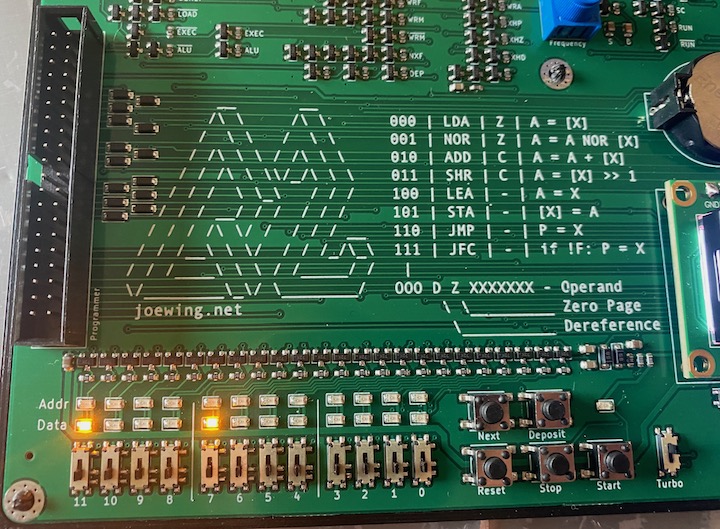 LOAD
EXEC
ALU
EXEC
ALU
WRM
WRM
NXF
DEP
STA
XRA
XHP
XHZ
XHD
Frequency
SC
RUN
RUN
GND
000 | LDA | Z | A = [X]
001 | NOR | Z | A = A NOR [X]
010 | ADD | C | A = A + [X]
011 | SHR | C | A = [X] >> 1
100 | LEA | - | A = X
101 | STA | - | [X] = A
110 | JMP | - | P = X
111 | JFC | - | if !F: P = X
000 D Z XXXXXXX - Operand
Zero Page
Dereference
joewing.net
Programmer
Addr
Data
Next Deposit
Reset Stop Start Turbo
11 10 9 8 7 6 5 4 3 2 1 0